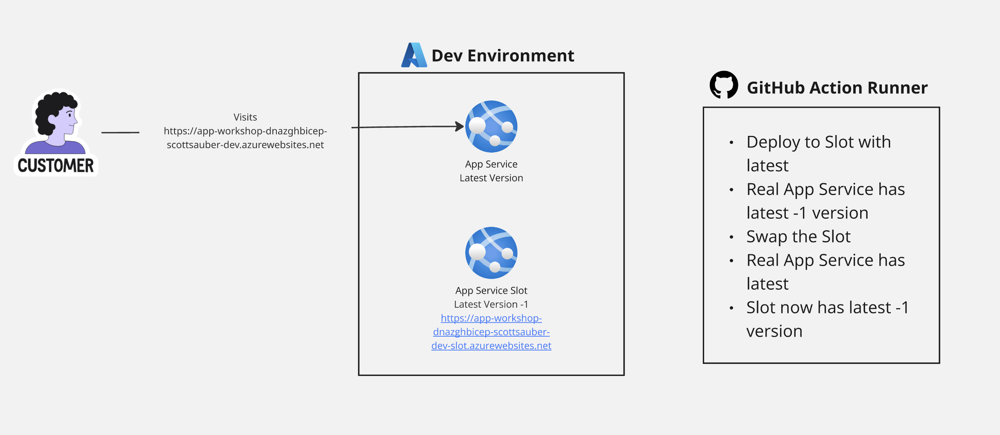 CUSTOMER
Visits
https://app-workshop-dnazghbicep-
scottsauber-dev.azurewebsites.net
Dev Environment
App Service
Latest Version
App Service Slot
Latest Version -1
https://app-workshop-
dnazghbicep-scottsauber-
dev-slot.azurewebsites.net
GitHub Action Runner
• Deploy to Slot with
latest
• Real App Service has
latest -1 version
• Swap the Slot
• Real App Service has
latest
• Slot now has latest -1
version